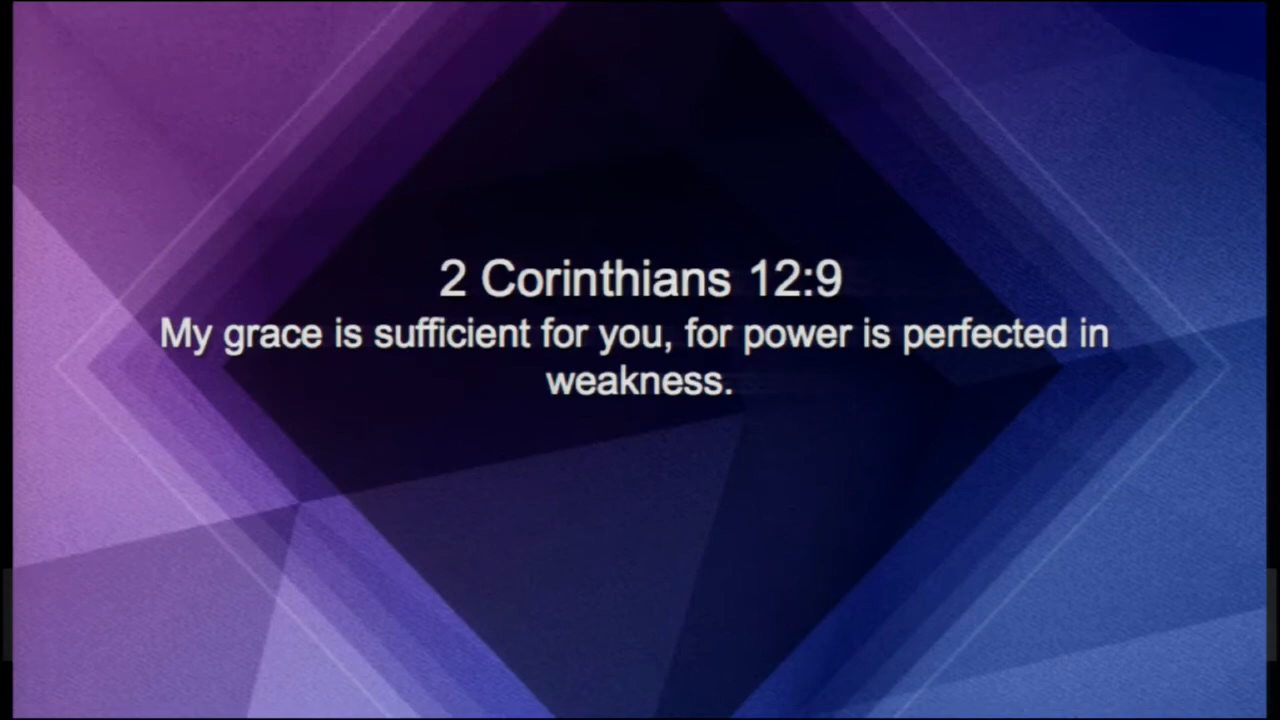 2 Corinthians 12:9
My grace is sufficient for you, for power is perfected in
weakness.